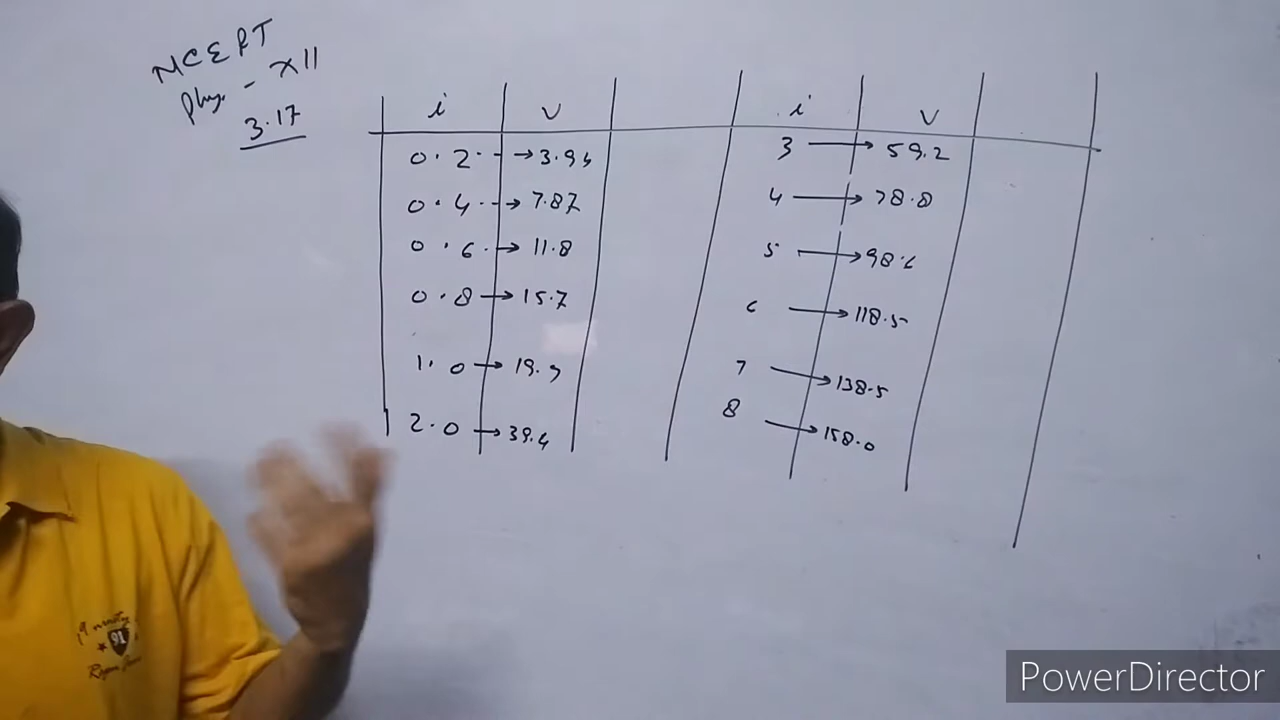 NCERT
Phy. - XII
3.17
i V i V
0.2 → 3.94 3 → 59.2
0.4 → 7.87 4 → 78.8
0.6 → 11.8 5 → 98.6
0.8 → 15.7 6 → 118.5
1.0 → 19.7 7 → 138.5
2.0 → 39.4 8 → 158.0
91
PowerDirector